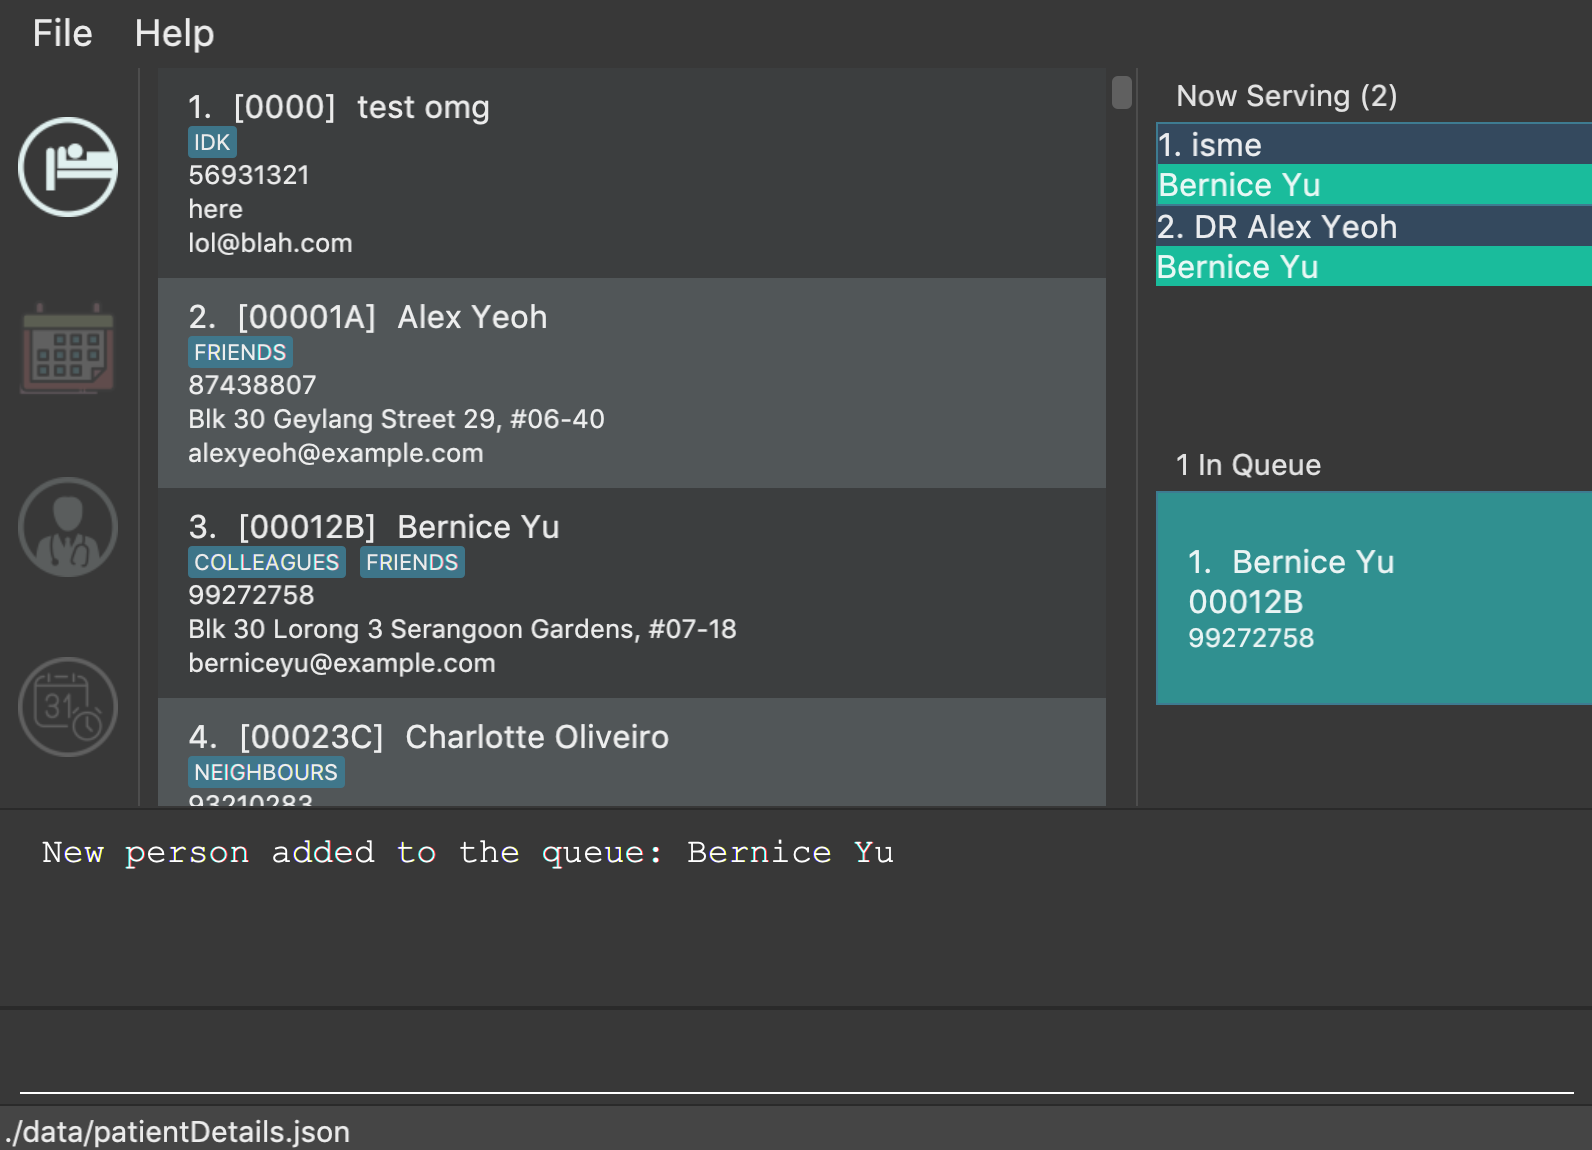 File Help
1. [0000] test omg
IDK
56931321
here
lol@blah.com
2. [00001A] Alex Yeoh
FRIENDS
87438807
Blk 30 Geylang Street 29, #06-40
alexyeoh@example.com
3. [00012B] Bernice Yu
COLLEAGUES FRIENDS
99272758
Blk 30 Lorong 3 Serangoon Gardens, #07-18
berniceyu@example.com
4. [00023C] Charlotte Oliveiro
NEIGHBOURS
93210283
Now Serving (2)
1. isme
Bernice Yu
2. DR Alex Yeoh
Bernice Yu
1 In Queue
1. Bernice Yu
00012B
99272758
31
New person added to the queue: Bernice Yu
./data/patientDetails.json